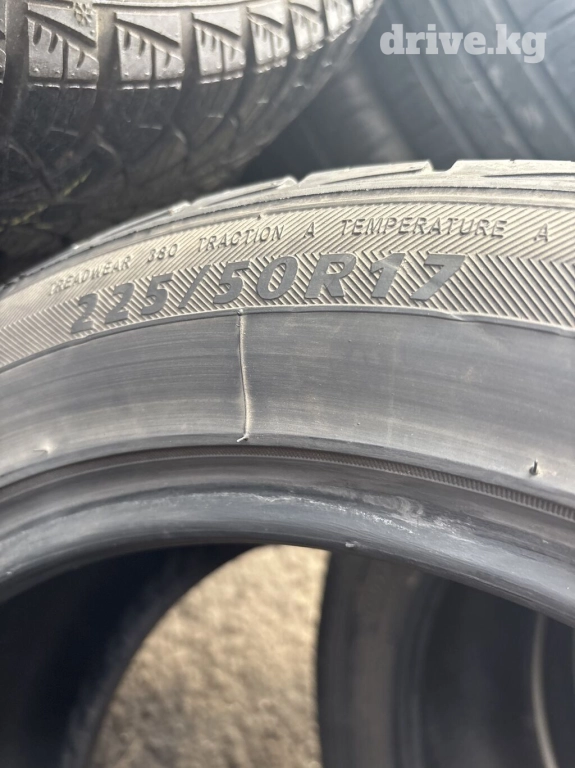 drive.kg
TREADWEAR 380 TRACTION A TEMPERATURE A
225/50R17